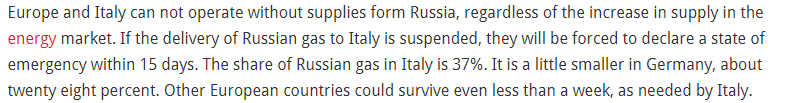 Europe and Italy can not operate without supplies form Russia, regardless of the increase in supply in the
energy market. If the delivery of Russian gas to Italy is suspended, they will be forced to declare a state of
emergency within 15 days. The share of Russian gas in Italy is 37%. It is a little smaller in Germany, about
twenty eight percent. Other European countries could survive even less than a week, as needed by Italy.